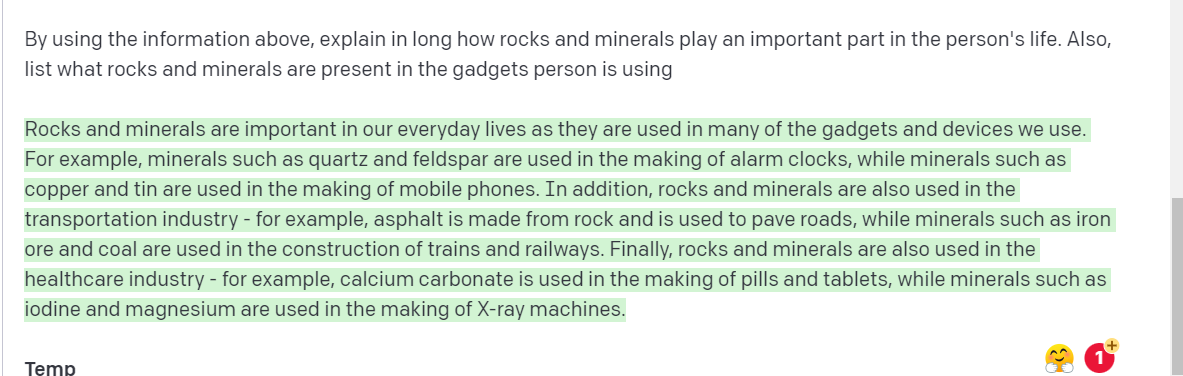 By using the information above, explain in long how rocks and minerals play an important part in the person's life. Also,
list what rocks and minerals are present in the gadgets person is using
Rocks and minerals are important in our everyday lives as they are used in many of the gadgets and devices we use.
For example, minerals such as quartz and feldspar are used in the making of alarm clocks, while minerals such as
copper and tin are used in the making of mobile phones. In addition, rocks and minerals are also used in the
transportation industry - for example, asphalt is made from rock and is used to pave roads, while minerals such as iron
ore and coal are used in the construction of trains and railways. Finally, rocks and minerals are also used in the
healthcare industry - for example, calcium carbonate is used in the making of pills and tablets, while minerals such as
iodine and magnesium are used in the making of X-ray machines.
1
+
Temp